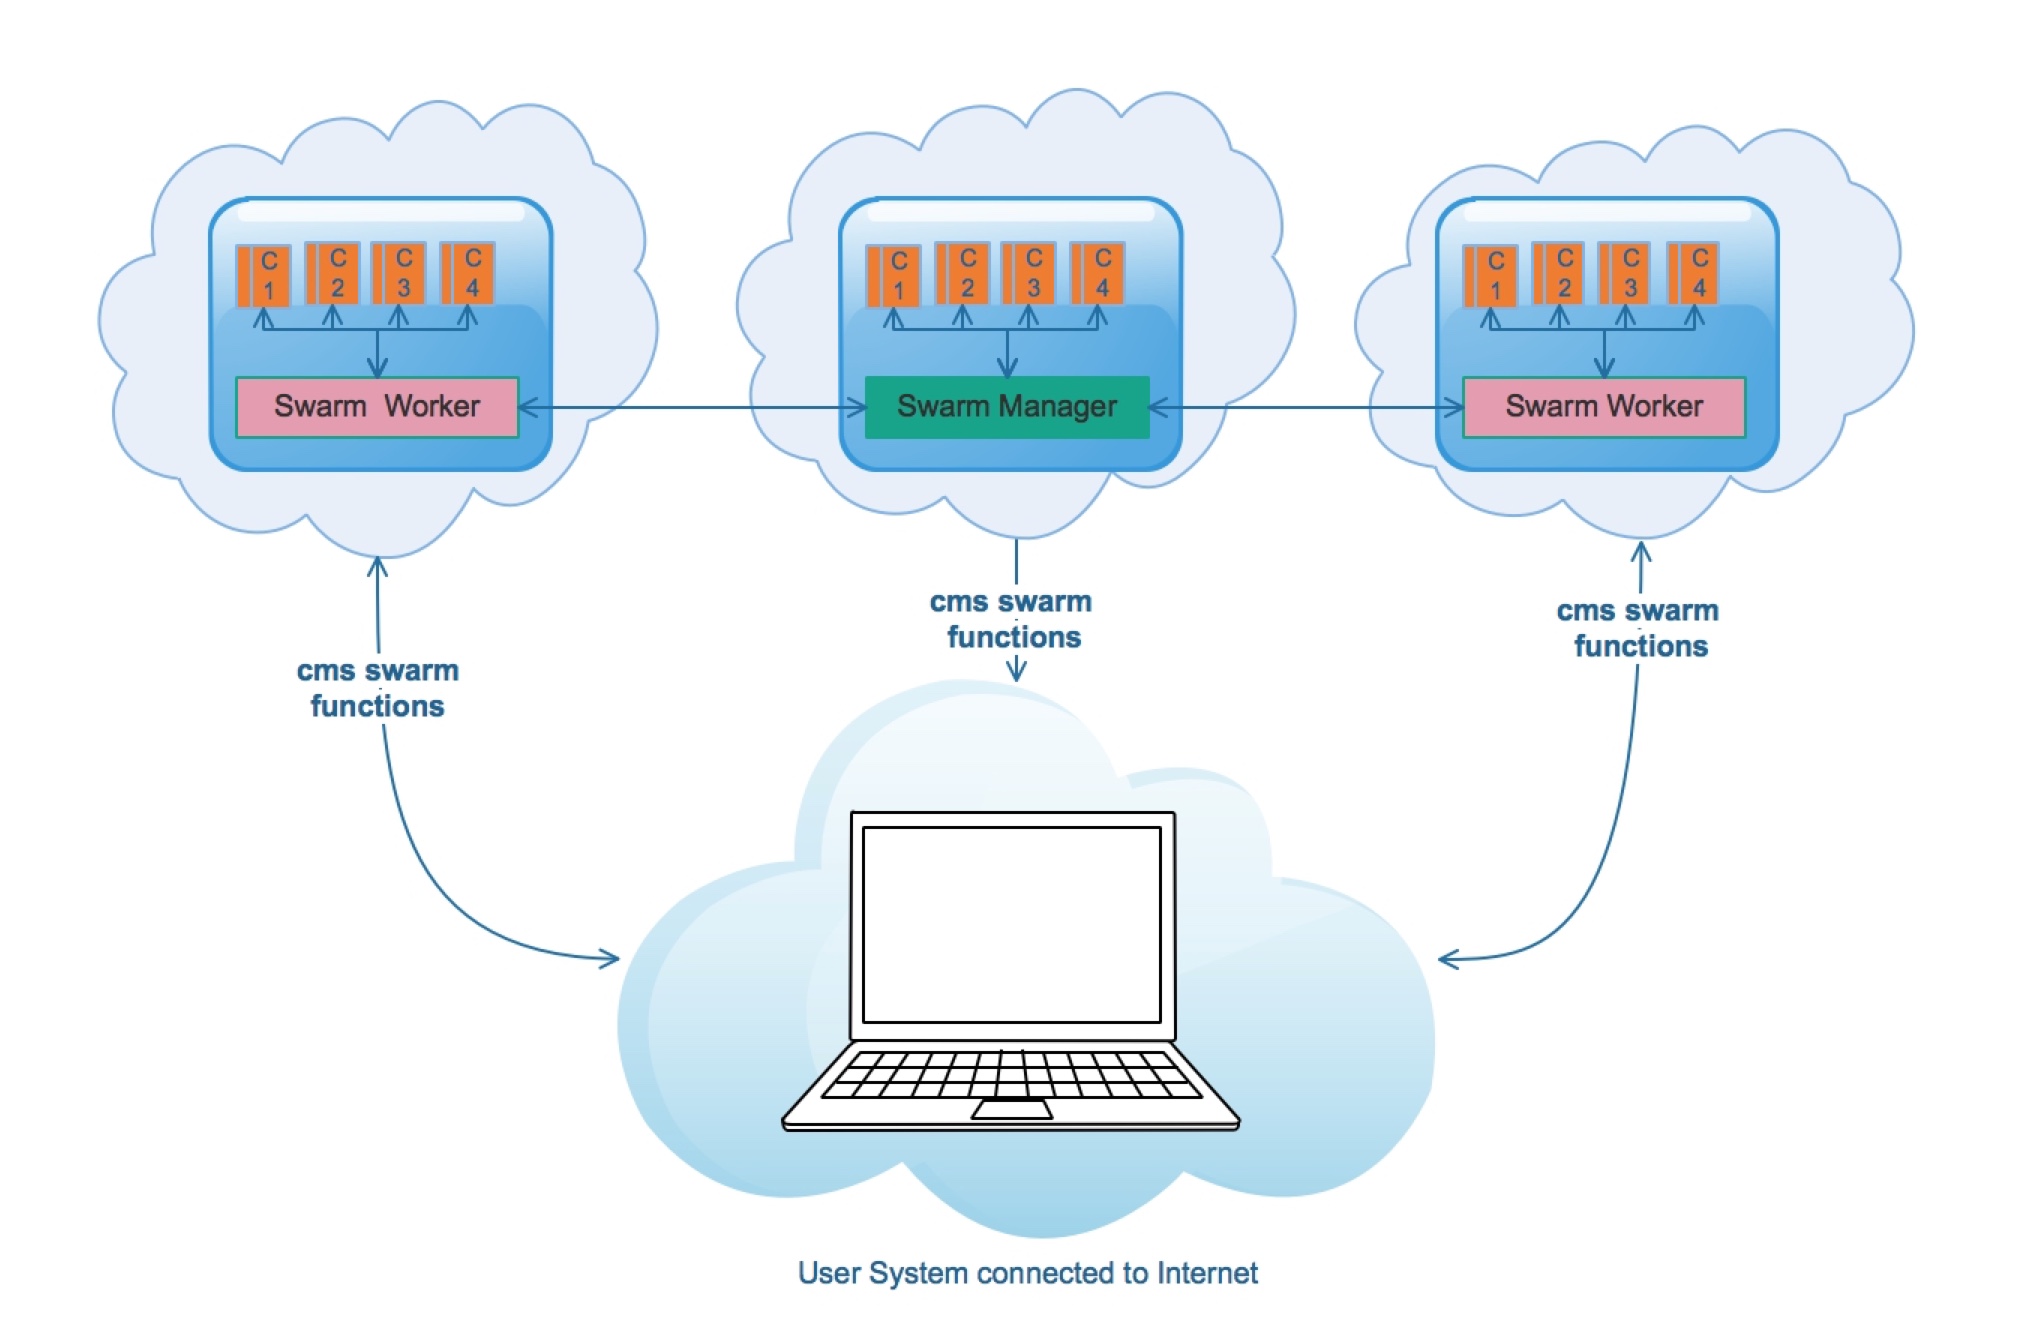 C C C C
1 2 3 4
Swarm Worker
C C C C
1 2 3 4
Swarm Manager
C C C C
1 2 3 4
Swarm Worker
cms swarm
functions
cms swarm
functions
cms swarm
functions
User System connected to Internet